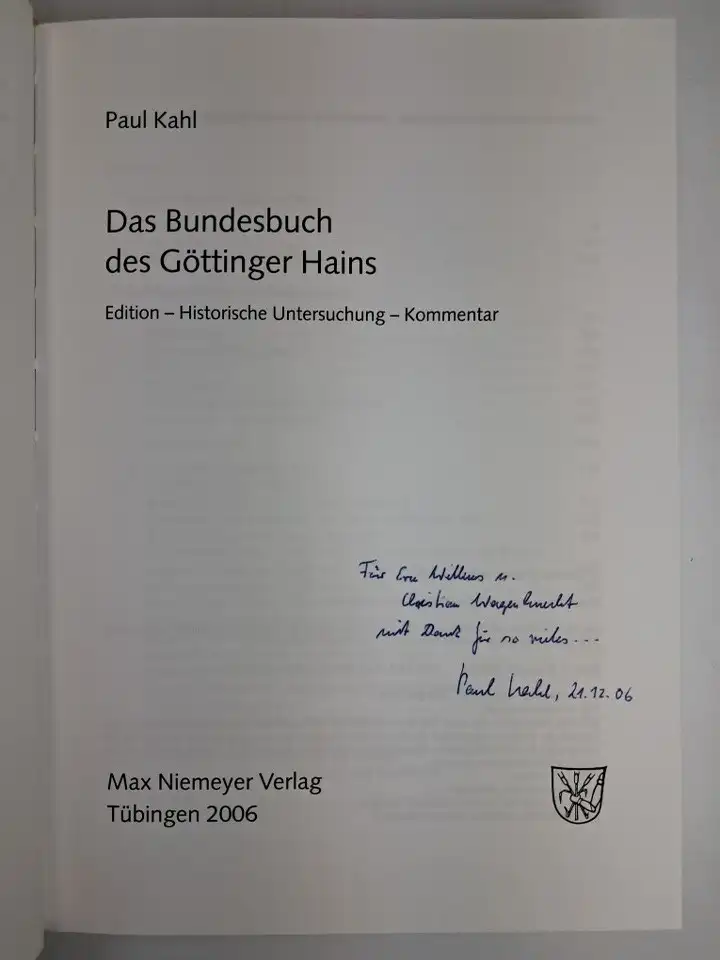 Paul Kahl
Das Bundesbuch
des Göttinger Hains
Edition – Historische Untersuchung – Kommentar
Für Eva Willms u.
Christian Wagenknecht
mit Dank für so vieles...
Paul Kahl, 21.12.06
Max Niemeyer Verlag
Tübingen 2006